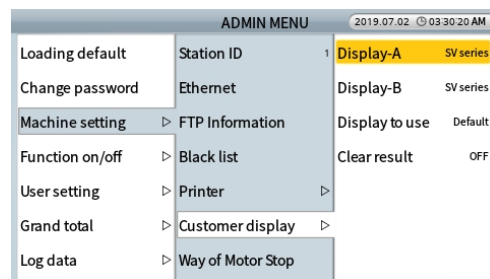 ADMIN MENU 2019.07.02 03:30:20 AM
Loading default
Change password
Machine setting ▷
Function on/off ▷
User setting ▷
Grand total ▷
Log data ▷
Station ID 1
Ethernet
FTP Information
Black list
Printer ▷
Customer display ▷
Way of Motor Stop
Display-A SV series
Display-B SV series
Display to use Default
Clear result OFF